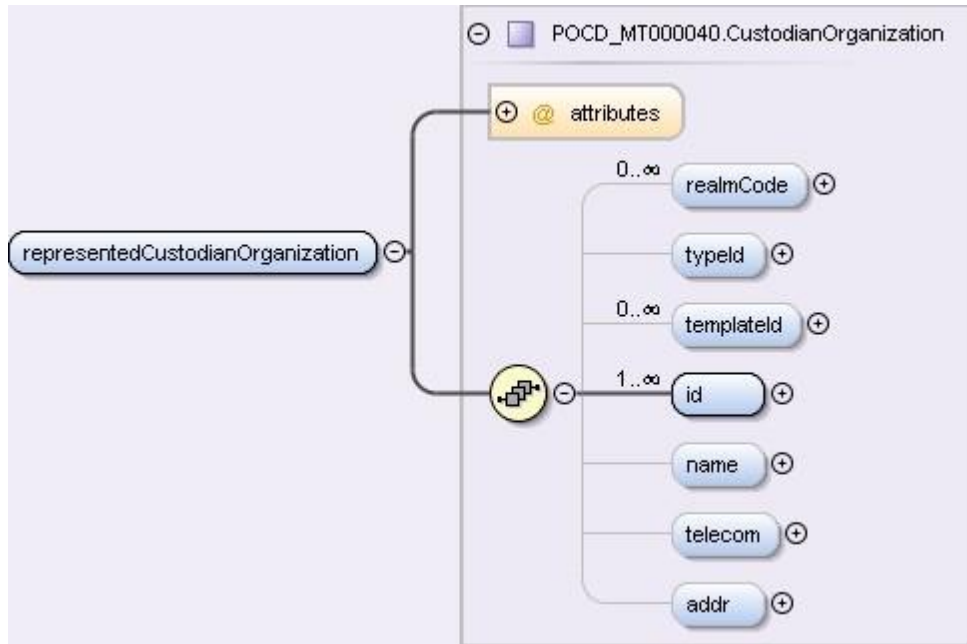 POCD_MT000040.CustodianOrganization
@ attributes
0..∞
realmCode
representedCustodianOrganization
typeId
0..∞
templateId
1..∞
id
name
telecom
addr